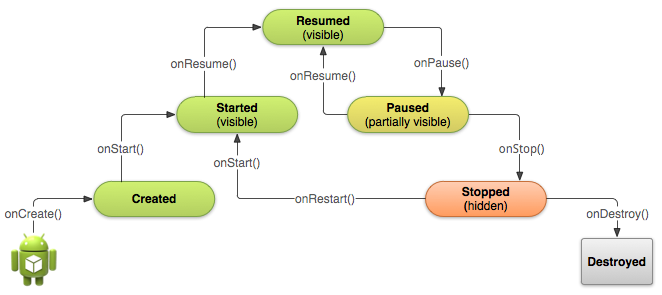 Resumed
(visible)
onResume()
onResume()
onPause()
Started
(visible)
Paused
(partially visible)
onStart()
onStart()
onStop()
Created
onRestart()
Stopped
(hidden)
onCreate()
onDestroy()
Destroyed